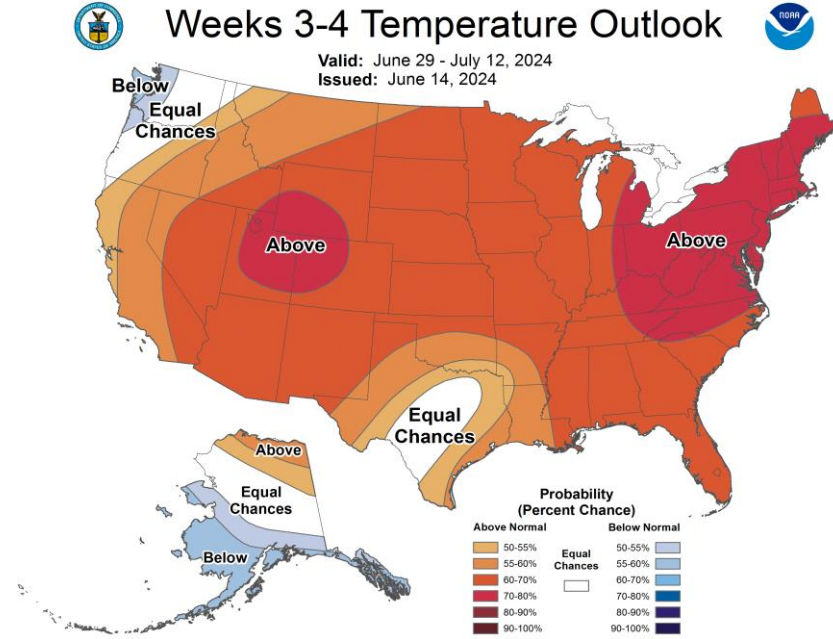 Weeks 3-4 Temperature Outlook
NOAA
Valid: June 29 - July 12, 2024
Issued: June 14, 2024
Below
Equal
Chances
Above
Above
Equal
Chances
Above
Equal
Chances
Below
Probability
(Percent Chance)
Above Normal
50-55%
55-60%
60-70%
70-80%
80-90%
90-100%
Equal
Chances
Below Normal
50-55%
55-60%
60-70%
70-80%
80-90%
90-100%